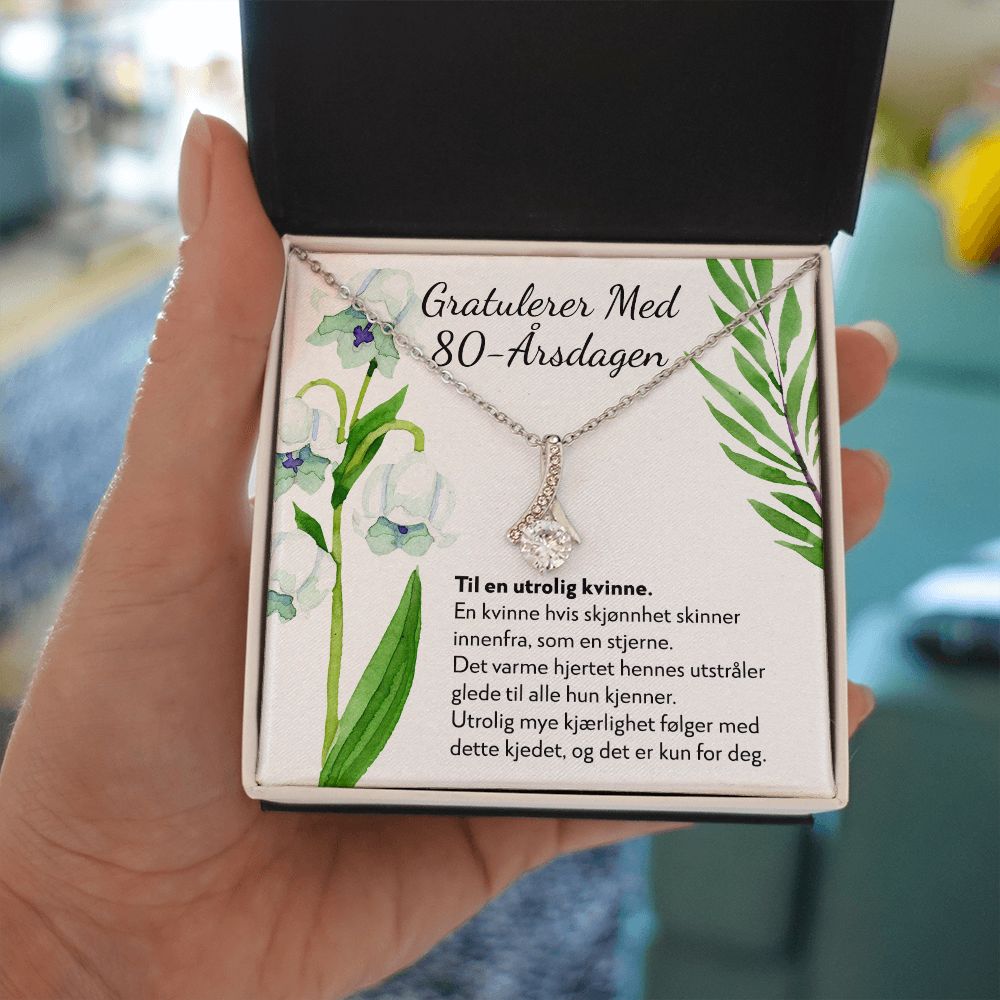 Gratulerer Med
80-Årsdagen
Til en utrolig kvinne.
En kvinne hvis skjønnhet skinner
innenfra, som en stjerne.
Det varme hjertet hennes utstråler
glede til alle hun kjenner.
Utrolig mye kjærlighet følger med
dette kjedet, og det er kun for deg.